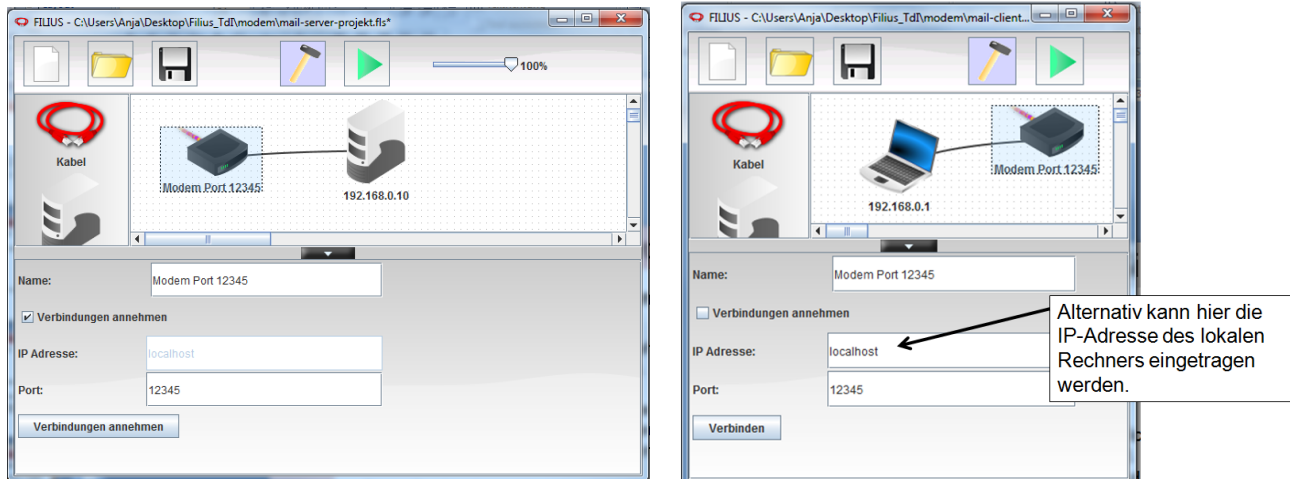 FILIUS - C:\Users\Anja\Desktop\Filius_TdI\modem\mail-server-projekt.fls*
100%
Kabel
Modem Port 12345
192.168.0.10
Name:
Modem Port 12345
Verbindungen annehmen
IP Adresse:
localhost
Port:
12345
Verbindungen annehmen
FILIUS - C:\Users\Anja\Desktop\Filius_TdI\modem\mail-client...
Kabel
Modem Port 12345
192.168.0.1
Name:
Modem Port 12345
Verbindungen annehmen
IP Adresse:
localhost
Port:
12345
Verbinden
Alternativ kann hier die
IP-Adresse des lokalen
Rechners eingetragen
werden.